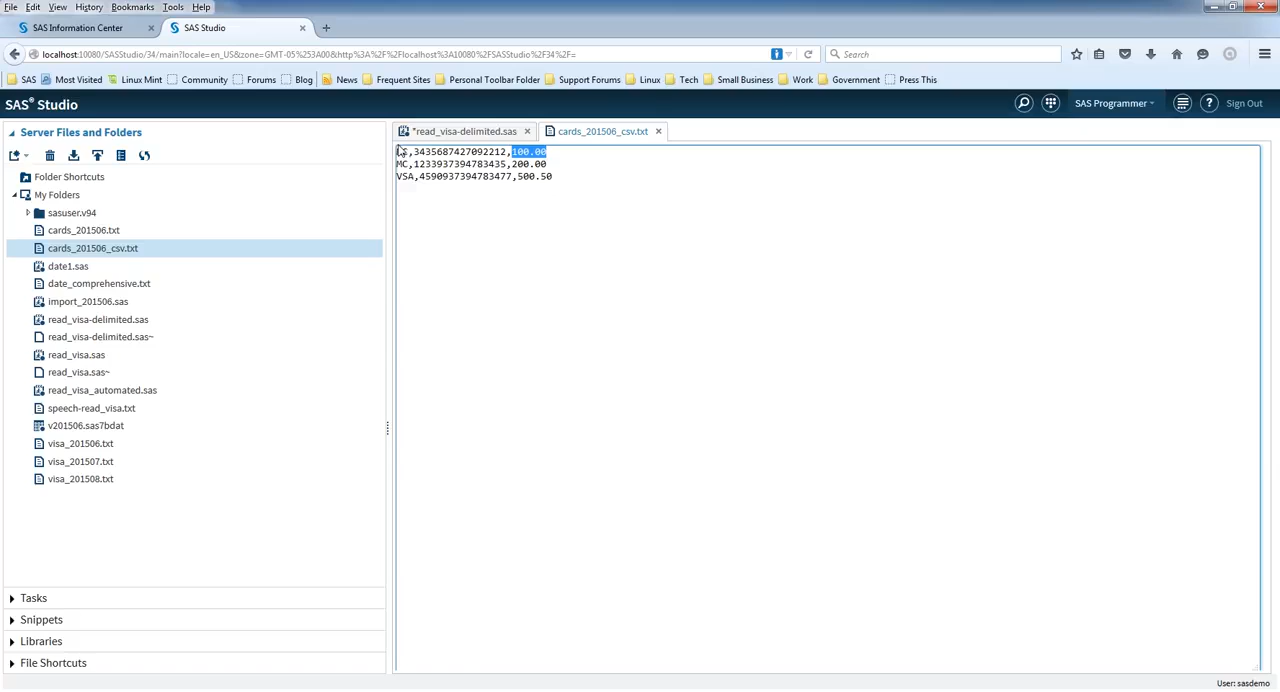 File Edit View History Bookmarks Tools Help
SAS Information Center × SAS Studio × +
localhost:10080/SASStudio/34/main?locale=en_US&zone=GMT-05%253A00&http%3A%2F%2Flocalhost%3A10080%2FSASStudio%2F34%2F= Search
SAS Most Visited Linux Mint Community Forums Blog News Frequent Sites Personal Toolbar Folder Support Forums Linux Tech Small Business Work Government Press This
SAS® Studio SAS Programmer ? Sign Out
Server Files and Folders
*read_visa-delimited.sas × cards_201506_csv.txt ×
,3435687427092212,100.00
MC,1233937394783435,200.00
VSA,4590937394783477,500.50
Folder Shortcuts
My Folders
sasuser.v94
cards_201506.txt
cards_201506_csv.txt
date1.sas
date_comprehensive.txt
import_201506.sas
read_visa-delimited.sas
read_visa-delimited.sas~
read_visa.sas
read_visa.sas~
read_visa_automated.sas
speech-read_visa.txt
v201506.sas7bdat
visa_201506.txt
visa_201507.txt
visa_201508.txt
Tasks
Snippets
Libraries
File Shortcuts
User: sasdemo